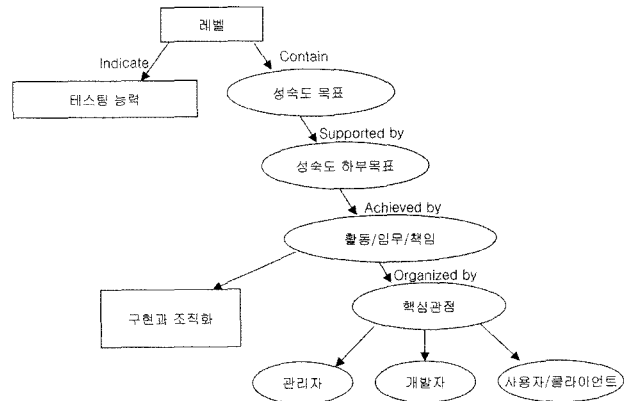 레벨
Indicate
Contain
테스팅 능력
성숙도 목표
Supported by
성숙도 하부목표
Achieved by
활동/임무/책임
Organized by
구현과 조직화
핵심관점
관리자
개발자
사용자/클라이언트